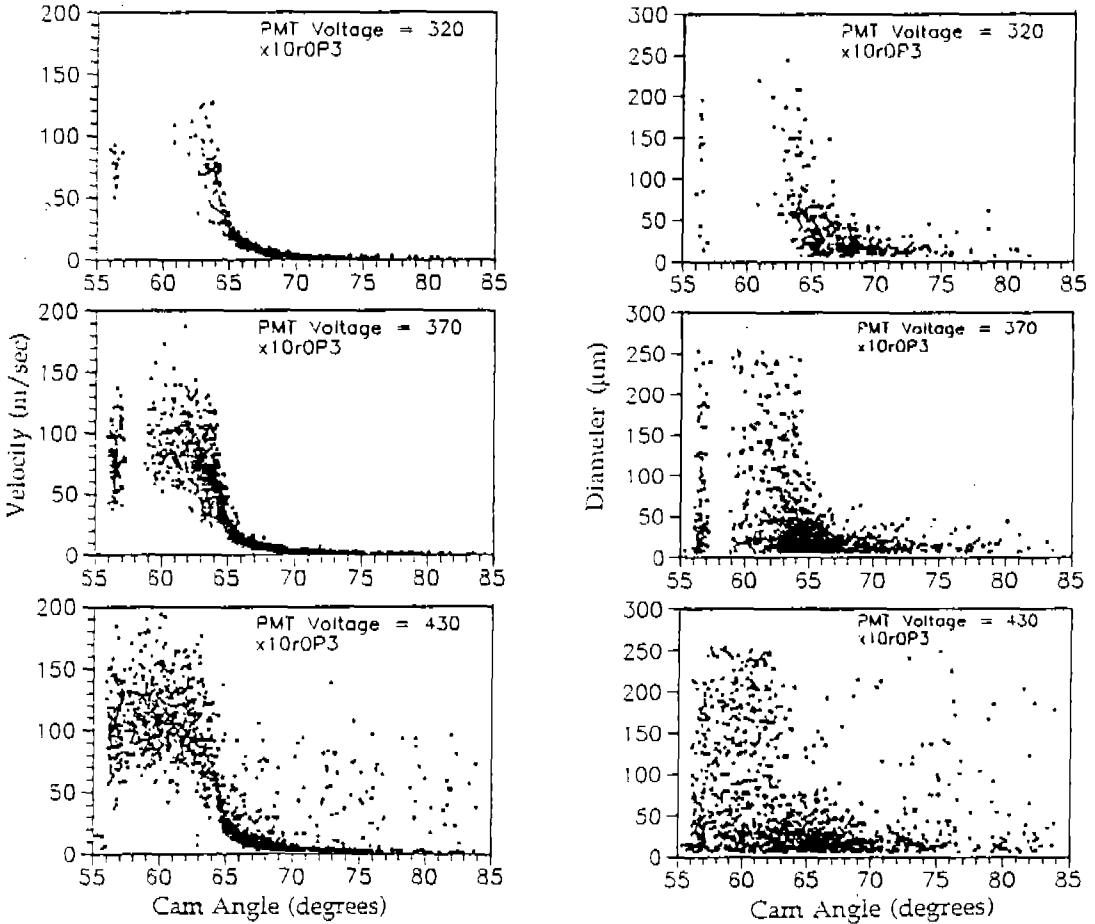 200
150
100
50
0
PMT Voltage = 320
x10r0P3
55 60 65 70 75 80 85
300
250
200
150
100
50
0
PMT Voltage = 320
x10r0P3
55 60 65 70 75 80 85
Velocity (m/sec)
200
150
100
50
0
PMT Voltage = 370
x10r0P3
55 60 65 70 75 80 85
Diameter (µm)
300
250
200
150
100
50
0
PMT Voltage = 370
x10r0P3
55 60 65 70 75 80 85
200
150
100
50
0
PMT Voltage = 430
x10r0P3
55 60 65 70 75 80 85
Cam Angle (degrees)
300
250
200
150
100
50
0
PMT Voltage = 430
x10r0P3
55 60 65 70 75 80 85
Cam Angle (degrees)